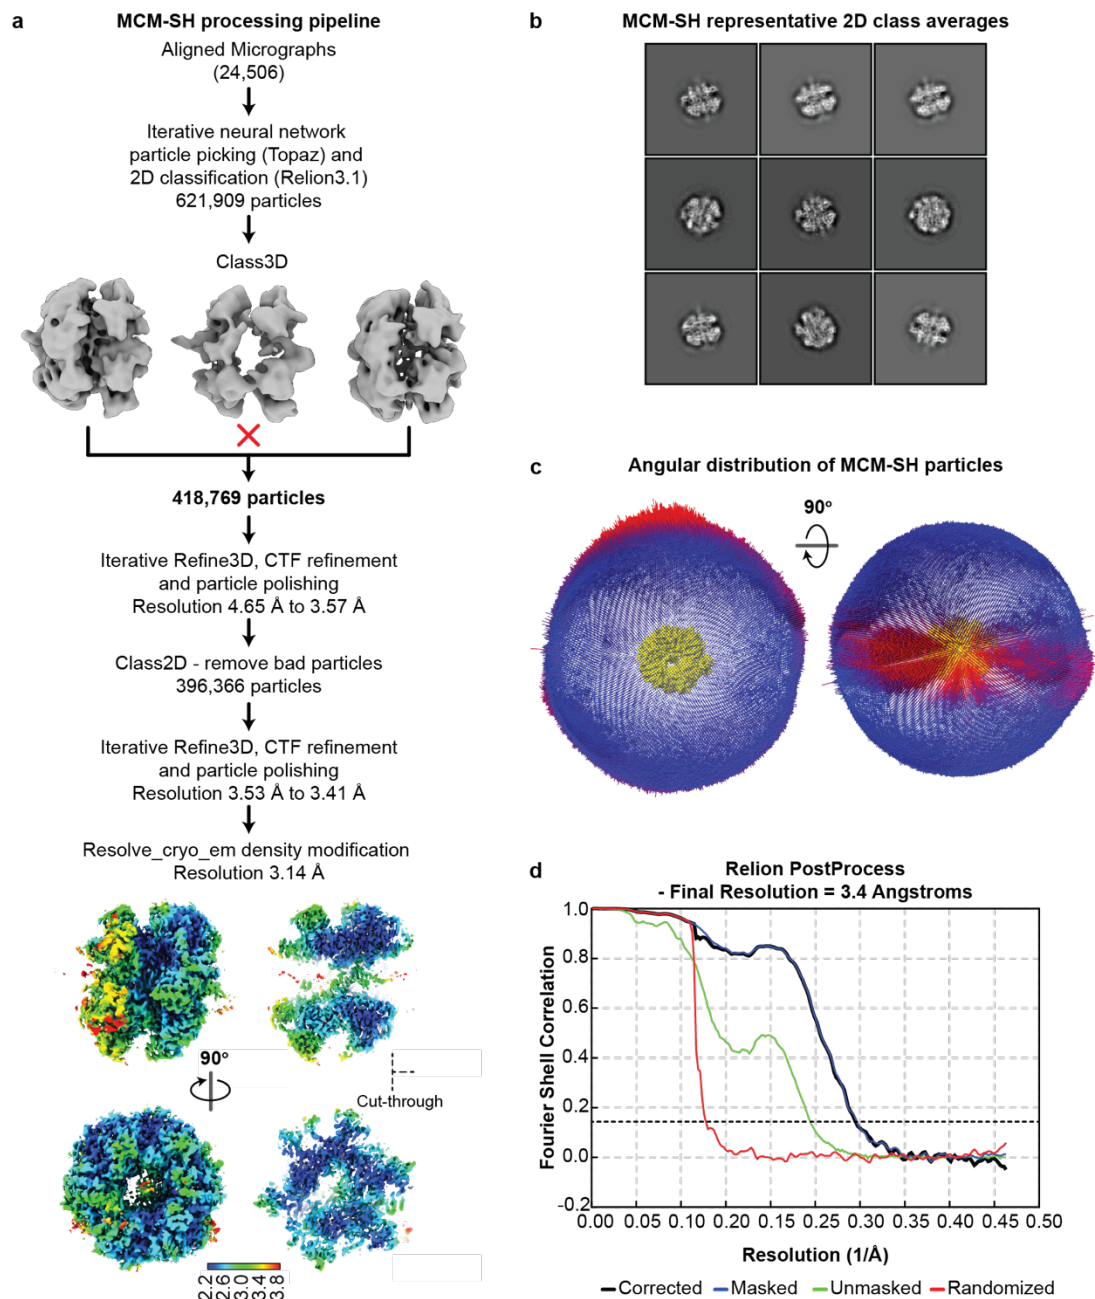 a
MCM-SH processing pipeline
Aligned Micrographs
(24,506)
Iterative neural network
particle picking (Topaz) and
2D classification (Relion3.1)
621,909 particles
Class3D
418,769 particles
Iterative Refine3D, CTF refinement
and particle polishing
Resolution 4.65 Å to 3.57 Å
Class2D - remove bad particles
396,366 particles
Iterative Refine3D, CTF refinement
and particle polishing
Resolution 3.53 Å to 3.41 Å
Resolve_cryo_em density modification
Resolution 3.14 Å
90°
Cut-through
2.2
2.6
3.0
3.4
3.8
b
MCM-SH representative 2D class averages
c
Angular distribution of MCM-SH particles
90°
d
Relion PostProcess
- Final Resolution = 3.4 Angstroms
Fourier Shell Correlation
1.0
0.8
0.6
0.4
0.2
0.0
-0.2
0.00 0.05 0.10 0.20 0.15 0.25 0.30 0.35 0.40 0.45 0.50
Resolution (1/Å)
Corrected Masked Unmasked Randomized